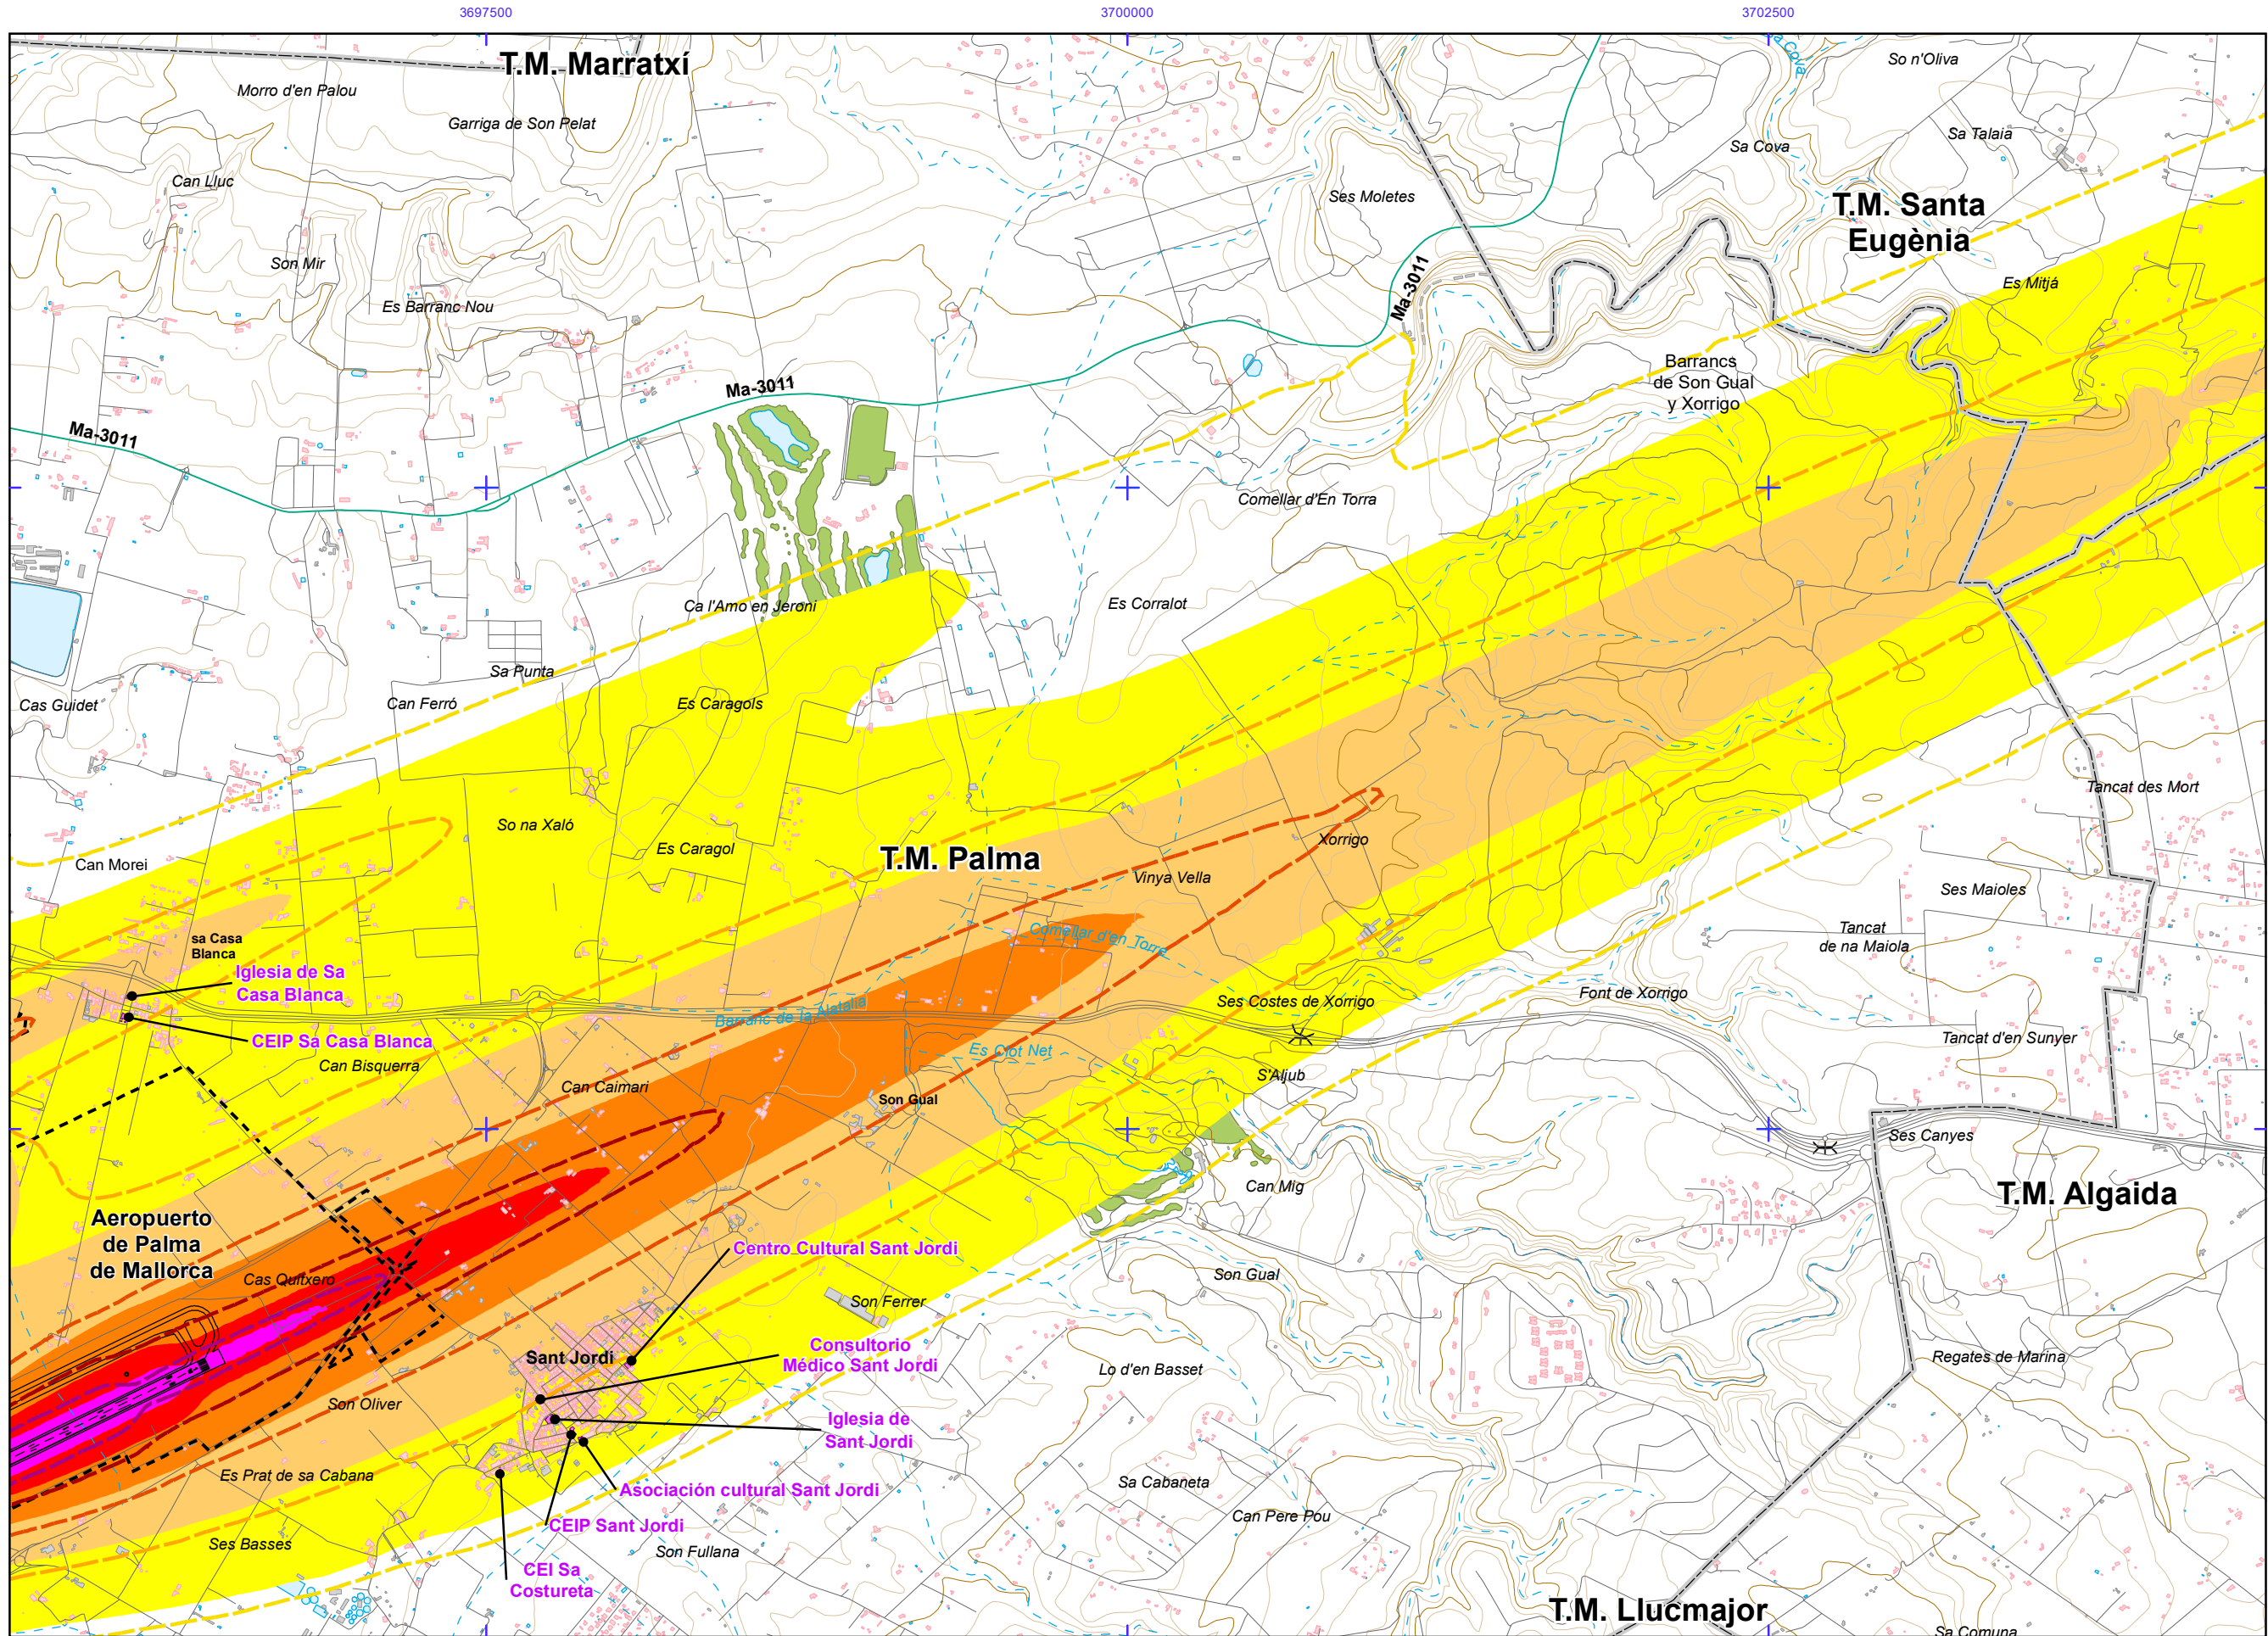 3697500
3700000
3702500
T.M. Marratxí
Morro d'en Palou
Garriga de Son Pelat
sa Cova
So n'Oliva
Sa Talaia
Sa Cova
Can Lluc
Ses Moletes
T.M. Santa
Eugènia
Son Mir
Es Barranc Nou
Ma-3011
Es Mitjá
Barrancs
de Son Gual
y Xorrigo
Ma-3011
Ma-3011
Comellar d'En Torra
Ca l'Amo en Jeroni
Es Corralot
Sa Punta
Cas Guidet
Can Ferró
Es Caragols
Tancat des Mort
So na Xaló
Es Caragol
T.M. Palma
Xorrigo
Can Morei
Vinya Vella
Ses Maioles
Tancat
de na Maiola
sa Casa
Blanca
Comellar d'en Torre
Iglesia de Sa
Casa Blanca
Ses Costes de Xorrigo
Font de Xorrigo
Barranc de la Alatalia
CEIP Sa Casa Blanca
Es Clot Net
Tancat d'en Sunyer
Can Bisquerra
Can Caimari
S'Aljub
Son Gual
Ses Canyes
Can Mig
T.M. Algaida
Aeropuerto
de Palma
de Mallorca
Centro Cultural Sant Jordi
Cas Quitxero
Son Gual
Son Ferrer
Consultorio
Médico Sant Jordi
Sant Jordi
Lo d'en Basset
Regates de Marina
Son Oliver
Iglesia de
Sant Jordi
Es Prat de sa Cabana
Asociación cultural Sant Jordi
Sa Cabaneta
Can Pere Pou
CEIP Sant Jordi
Ses Basses
Son Fullana
CEI Sa
Costureta
T.M. Llucmajor
Sa Comuna